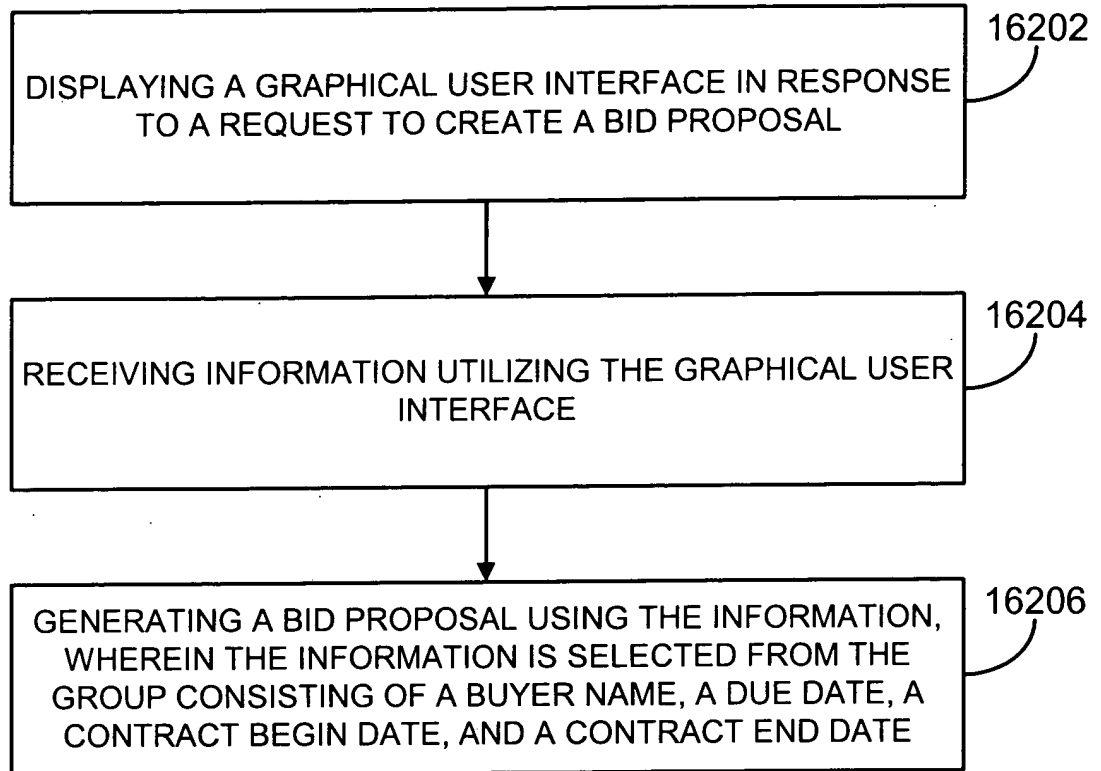 16202
DISPLAYING A GRAPHICAL USER INTERFACE IN RESPONSE
TO A REQUEST TO CREATE A BID PROPOSAL
16204
RECEIVING INFORMATION UTILIZING THE GRAPHICAL USER
INTERFACE
16206
GENERATING A BID PROPOSAL USING THE INFORMATION,
WHEREIN THE INFORMATION IS SELECTED FROM THE
GROUP CONSISTING OF A BUYER NAME, A DUE DATE, A
CONTRACT BEGIN DATE, AND A CONTRACT END DATE